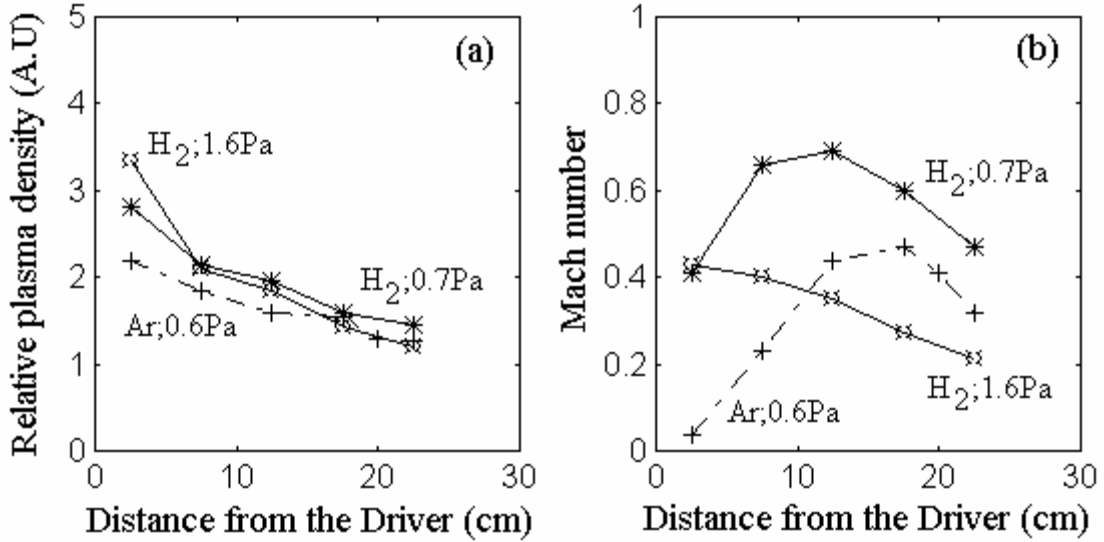 Relative plasma density (A.U)
5
4
3
2
1
0
(a)
H2;1.6Pa
H2;0.7Pa
Ar;0.6Pa
0 10 20 30
Distance from the Driver (cm)
Mach number
1
0.8
0.6
0.4
0.2
0
(b)
H2;0.7Pa
H2;1.6Pa
Ar;0.6Pa
0 10 20 30
Distance from the Driver (cm)